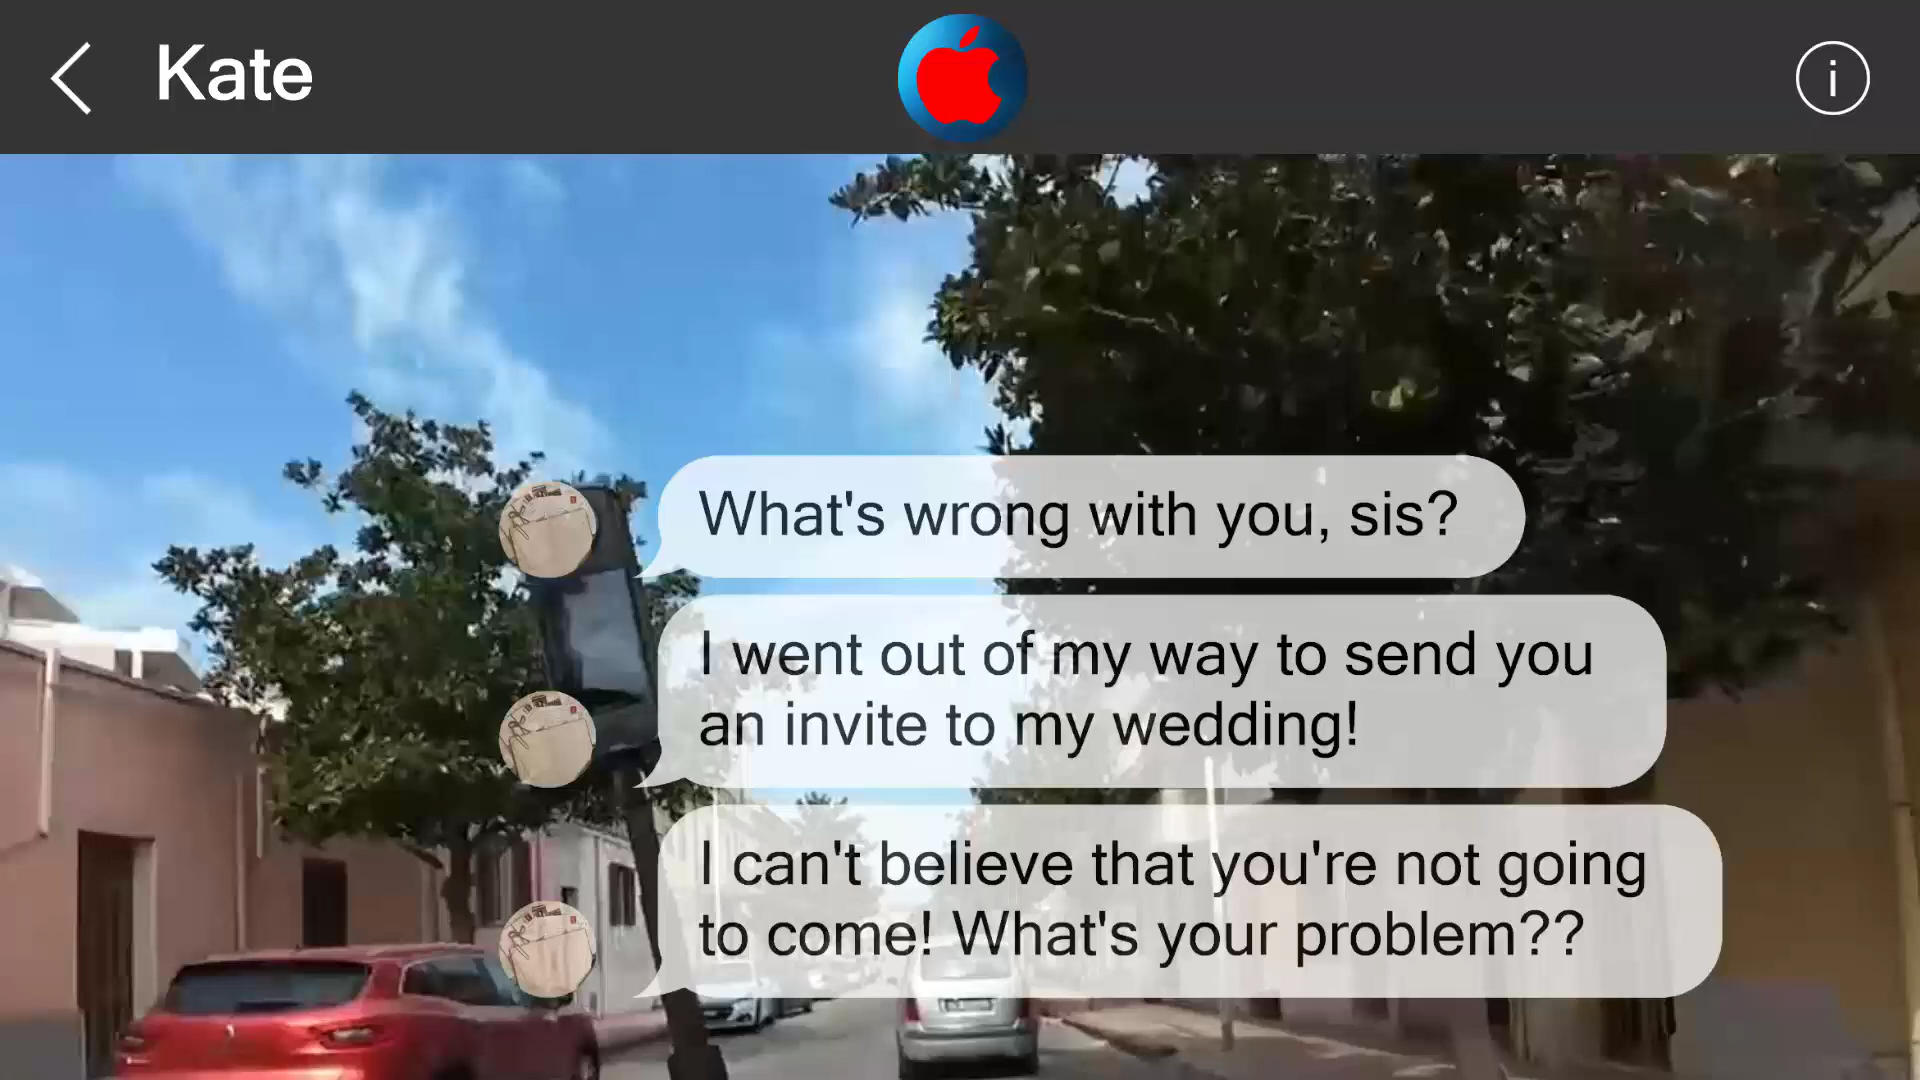 Kate
i
What's wrong with you, sis?
I went out of my way to send you
an invite to my wedding!
I can't believe that you're not going
to come! What's your problem??